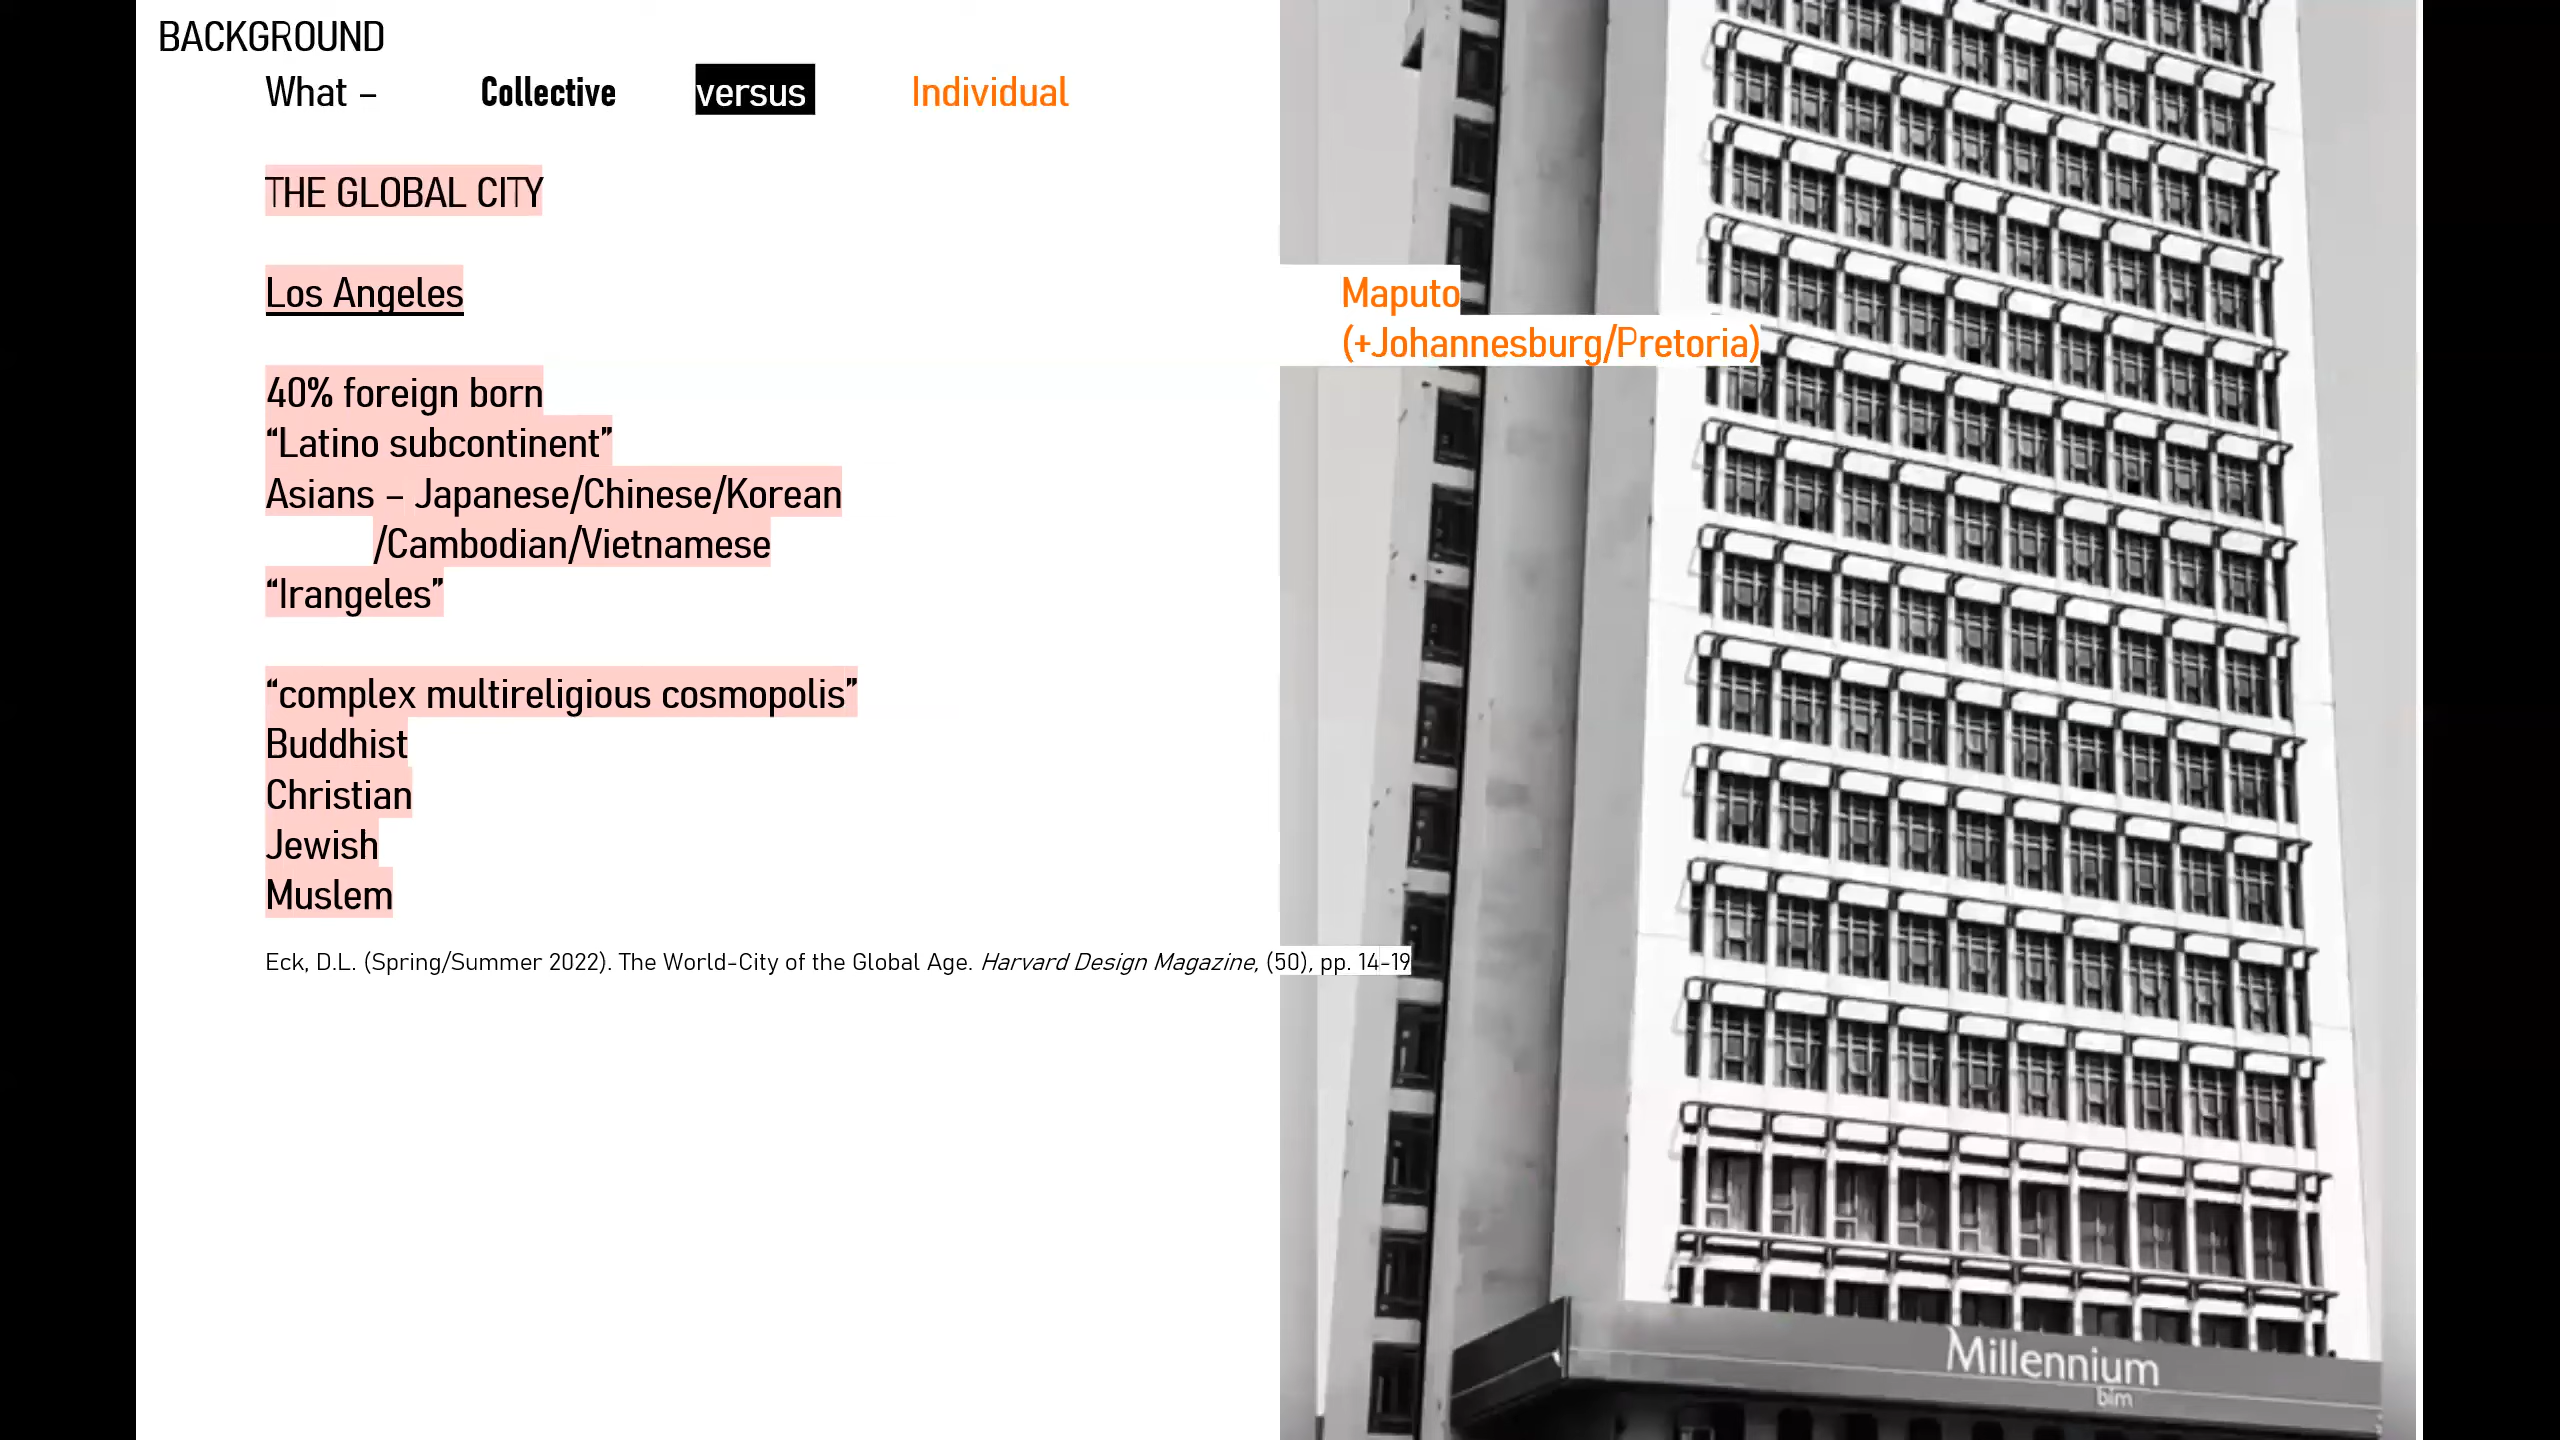 BACKGROUND
What – Collective versus Individual
THE GLOBAL CITY
Los Angeles
Maputo
(+Johannesburg/Pretoria)
40% foreign born
“Latino subcontinent”
Asians – Japanese/Chinese/Korean
/Cambodian/Vietnamese
“Irangeles”
“complex multireligious cosmopolis”
Buddhist
Christian
Jewish
Muslem
Eck, D.L. (Spring/Summer 2022). The World-City of the Global Age. Harvard Design Magazine, (50), pp. 14-19
Millennium
bim